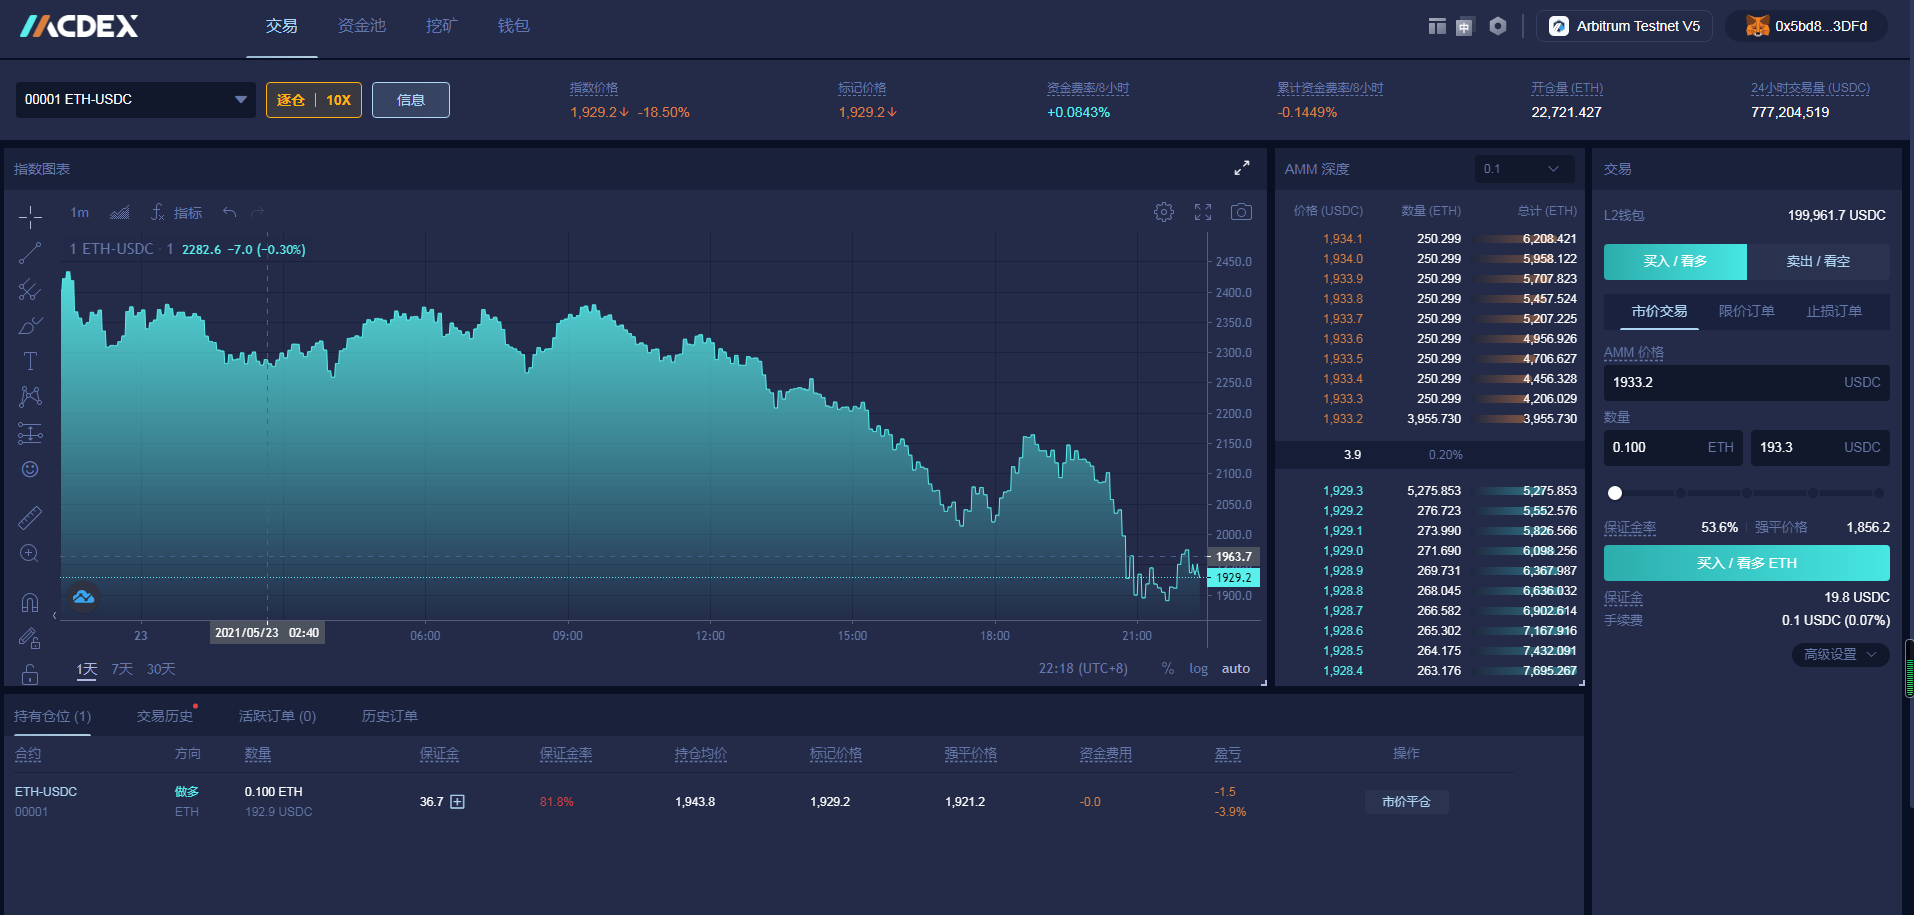 MCDEX
交易
资金池
挖矿
钱包
中
Arbitrum Testnet V5
0x5bd8...3DFd
00001 ETH-USDC
逐仓 | 10X
信息
指数价格
1,929.2↓ -18.50%
标记价格
1,929.2↓
资金费率/8小时
+0.0843%
累计资金费率/8小时
-0.1449%
开仓量 (ETH)
22,721.427
24小时交易量 (USDC)
777,204,519
指数图表
1m
指标
1 ETH-USDC · 1 2282.6 −7.0 (−0.30%)
2450.0
2400.0
2350.0
2300.0
2250.0
2200.0
2150.0
2100.0
2050.0
2000.0
1963.7
1929.2
1900.0
23
2021/05/23 02:40
06:00
09:00
12:00
15:00
18:00
21:00
1天
7天
30天
22:18 (UTC+8)
%
log
auto
AMM 深度
0.1
价格 (USDC) 数量 (ETH) 总计 (ETH)
1,934.1 250.299 6,208.421
1,934.0 250.299 5,958.122
1,933.9 250.299 5,707.823
1,933.8 250.299 5,457.524
1,933.7 250.299 5,207.225
1,933.6 250.299 4,956.926
1,933.5 250.299 4,706.627
1,933.4 250.299 4,456.328
1,933.3 250.299 4,206.029
1,933.2 3,955.730 3,955.730
3.9 0.20%
1,929.3 5,275.853 5,275.853
1,929.2 276.723 5,552.576
1,929.1 273.990 5,826.566
1,929.0 271.690 6,098.256
1,928.9 269.731 6,367.987
1,928.8 268.045 6,636.032
1,928.7 266.582 6,902.614
1,928.6 265.302 7,167.916
1,928.5 264.175 7,432.091
1,928.4 263.176 7,695.267
交易
L2钱包 199,961.7 USDC
买入 / 看多
卖出 / 看空
市价交易
限价订单
止损订单
AMM 价格
1933.2 USDC
数量
0.100 ETH
193.3 USDC
保证金率 53.6% | 强平价格 1,856.2
买入 / 看多 ETH
保证金 19.8 USDC
手续费 0.1 USDC (0.07%)
高级设置
持有仓位 (1)
交易历史
活跃订单 (0)
历史订单
合约 方向 数量 保证金 保证金率 持仓均价 标记价格 强平价格 资金费用 盈亏 操作
ETH-USDC 做多 0.100 ETH 36.7 81.8% 1,943.8 1,929.2 1,921.2 -0.0 -1.5 市价平仓
00001 ETH 192.9 USDC -3.9%